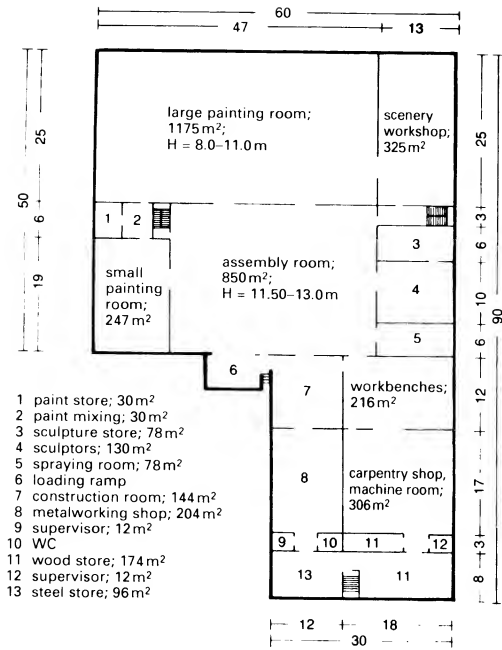 60
47
13
50
25
6
19
large painting room;
1175 m²;
H = 8.0–11.0 m
scenery
workshop;
325 m²
1
2
small
painting
room;
247 m²
assembly room;
850 m²;
H = 11.50–13.0 m
3
4
5
6
7
workbenches;
216 m²
8
carpentry shop,
machine room;
306 m²
9
10
11
12
13
11
25
3
6
10
6
12
17
3
8
90
12
18
30
1 paint store; 30 m²
2 paint mixing; 30 m²
3 sculpture store; 78 m²
4 sculptors; 130 m²
5 spraying room; 78 m²
6 loading ramp
7 construction room; 144 m²
8 metalworking shop; 204 m²
9 supervisor; 12 m²
10 WC
11 wood store; 174 m²
12 supervisor; 12 m²
13 steel store; 96 m²